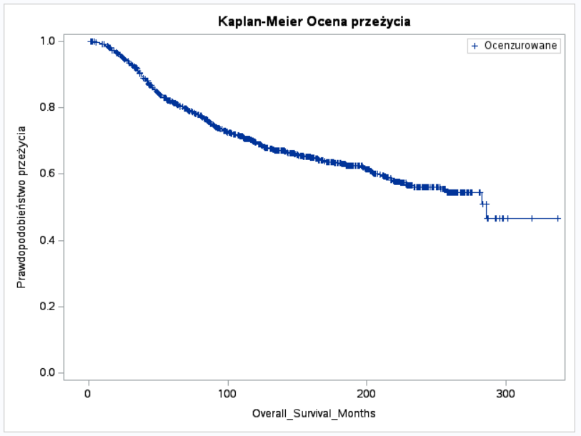 Kaplan-Meier Ocena przeżycia
+ Ocenzurowane
Prawdopodobieństwo przeżycia
1.0
0.8
0.6
0.4
0.2
0.0
0
100
200
300
Overall_Survival_Months